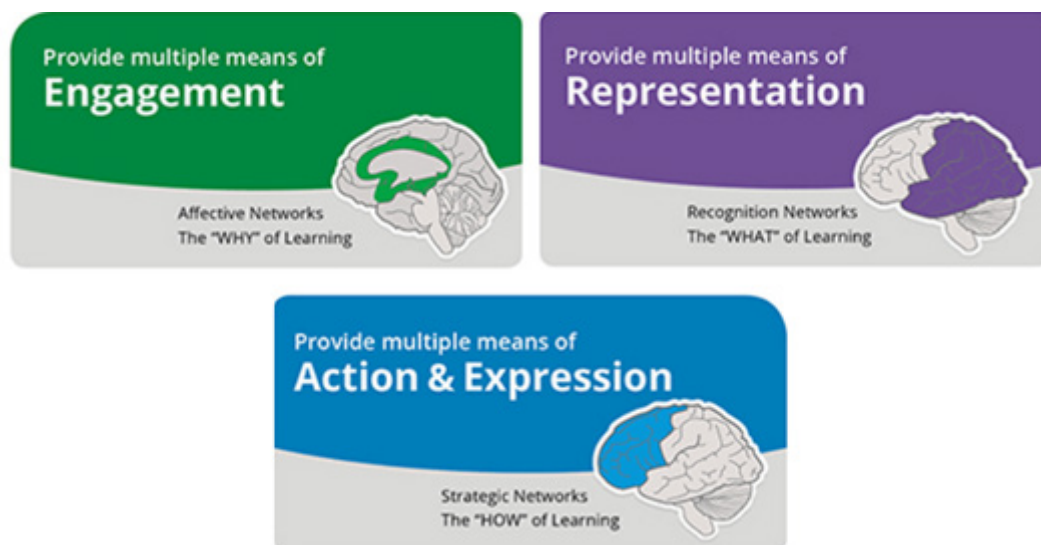 Provide multiple means of
Engagement
Affective Networks
The “WHY” of Learning
Provide multiple means of
Representation
Recognition Networks
The “WHAT” of Learning
Provide multiple means of
Action & Expression
Strategic Networks
The “HOW” of Learning